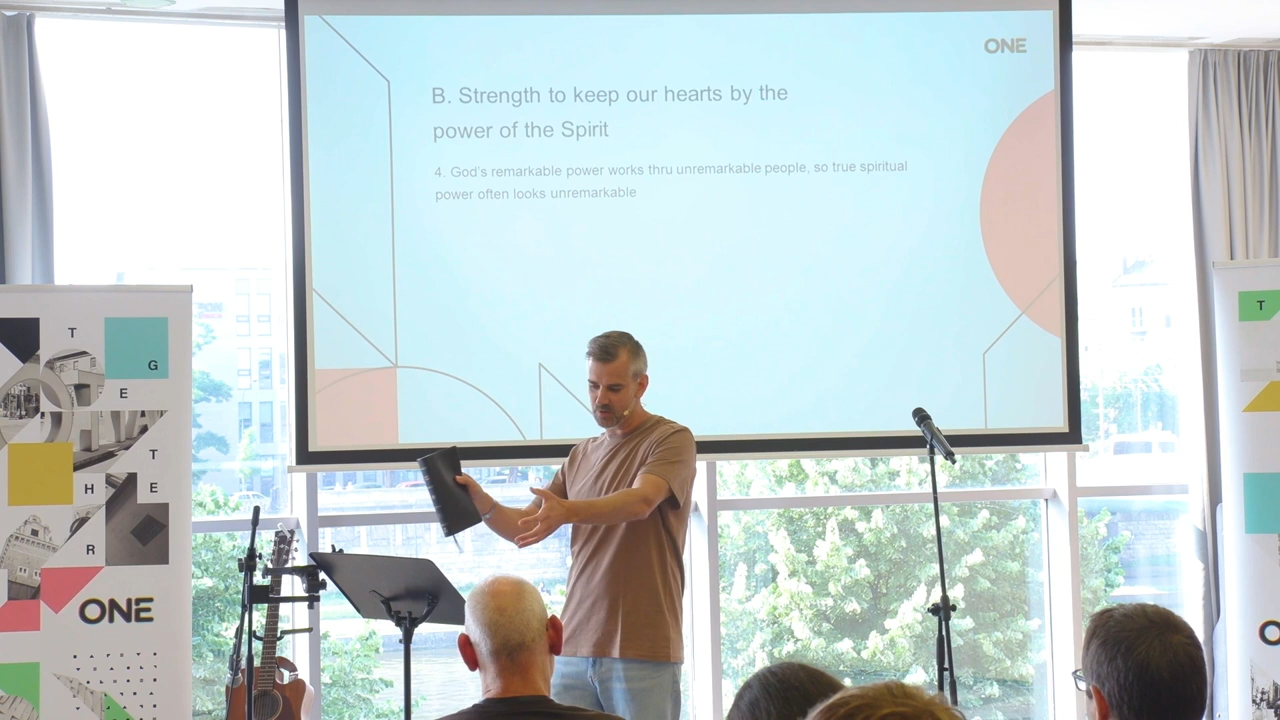 ONE
B. Strength to keep our hearts by the
power of the Spirit
4. God's remarkable power works thru unremarkable people, so true spiritual
power often looks unremarkable
T
G
E
T
H
E
R
ONE
T